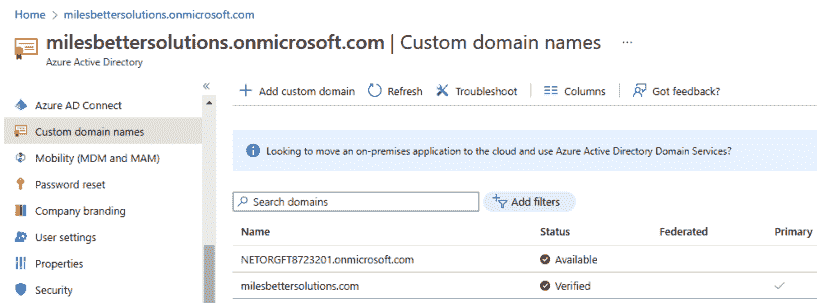 Home > milesbettersolutions.onmicrosoft.com >
milesbettersolutions.onmicrosoft.com | Custom domain names ...
Azure Active Directory
«
Azure AD Connect
Custom domain names
Mobility (MDM and MAM)
Password reset
Company branding
User settings
Properties
Security
+ Add custom domain Refresh Troubleshoot Columns Got feedback?
Looking to move an on-premises application to the cloud and use Azure Active Directory Domain Services?
Search domains Add filters
Name Status Federated Primary
NETORGFT8723201.onmicrosoft.com Available
milesbettersolutions.com Verified